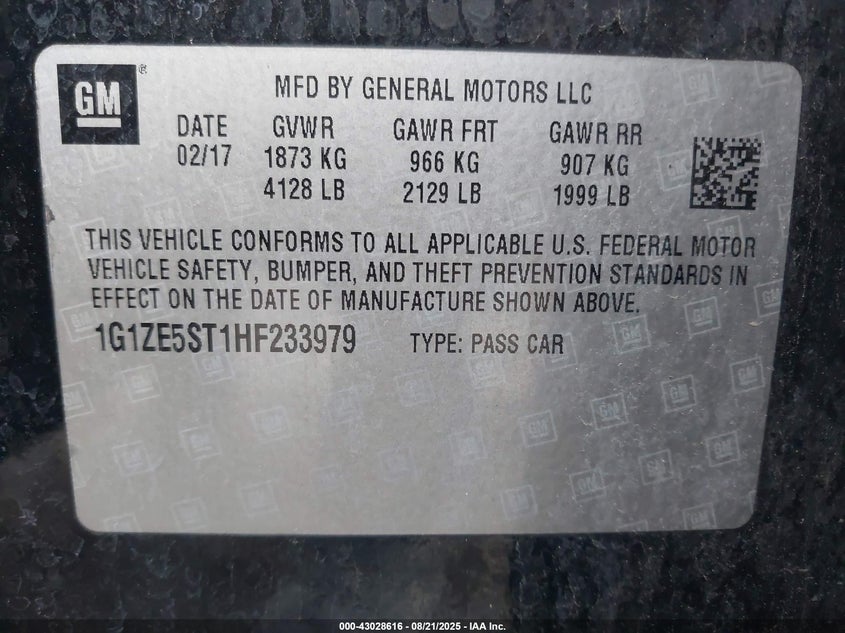 GM ®
MFD BY GENERAL MOTORS LLC
DATE GVWR GAWR FRT GAWR RR
02/17 1873 KG 966 KG 907 KG
4128 LB 2129 LB 1999 LB
THIS VEHICLE CONFORMS TO ALL APPLICABLE U.S. FEDERAL MOTOR
VEHICLE SAFETY, BUMPER, AND THEFT PREVENTION STANDARDS IN
EFFECT ON THE DATE OF MANUFACTURE SHOWN ABOVE.
1G1ZE5ST1HF233979 TYPE: PASS CAR
000-43028616 - 08/21/2025 - IAA Inc.